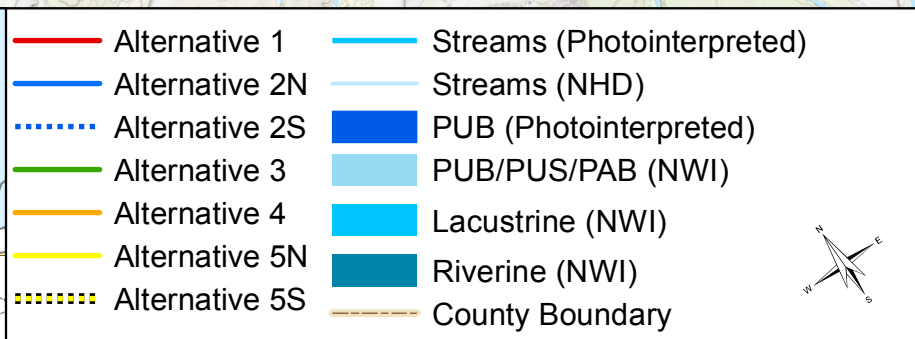 Alternative 1
Alternative 2N
Alternative 2S
Alternative 3
Alternative 4
Alternative 5N
Alternative 5S
Streams (Photointerpreted)
Streams (NHD)
PUB (Photointerpreted)
PUB/PUS/PAB (NWI)
Lacustrine (NWI)
Riverine (NWI)
County Boundary
N
E
W
S